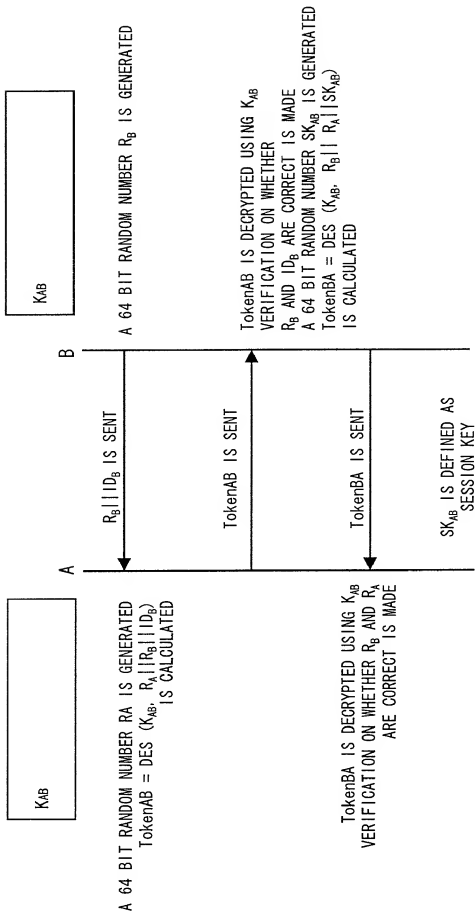 KAB
KAB
A
B
A 64 BIT RANDOM NUMBER RB IS GENERATED
RB||IDB IS SENT
A 64 BIT RANDOM NUMBER RA IS GENERATED
TokenAB = DES (KAB, RA||RB||IDB)
IS CALCULATED
TokenAB IS SENT
TokenAB IS DECRYPTED USING KAB
VERIFICATION ON WHETHER
RB AND IDB ARE CORRECT IS MADE
A 64 BIT RANDOM NUMBER SKAB IS GENERATED
TokenBA = DES (KAB, RB|| RA||SKAB)
IS CALCULATED
TokenBA IS SENT
TokenBA IS DECRYPTED USING KAB
VERIFICATION ON WHETHER RB AND RA
ARE CORRECT IS MADE
SKAB IS DEFINED AS
SESSION KEY